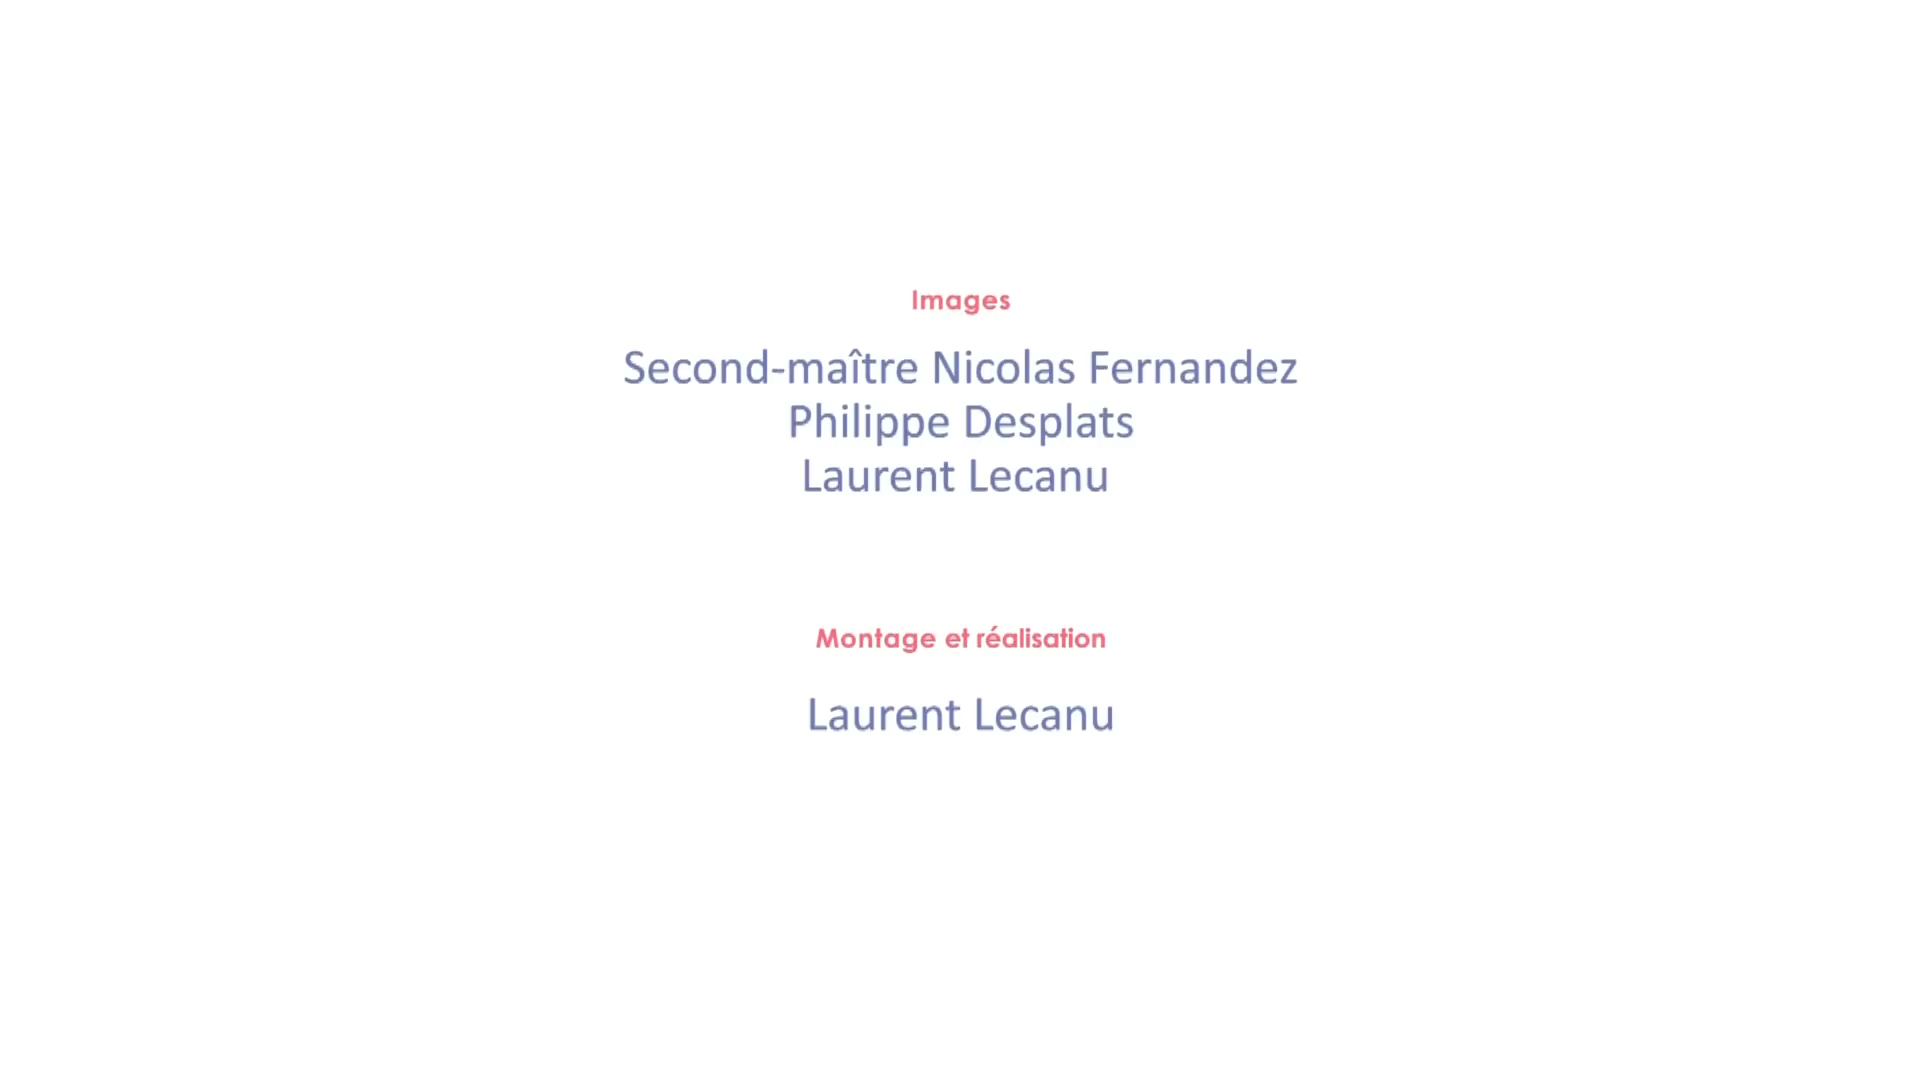 Images
Second-maître Nicolas Fernandez
Philippe Desplats
Laurent Lecanu
Montage et réalisation
Laurent Lecanu